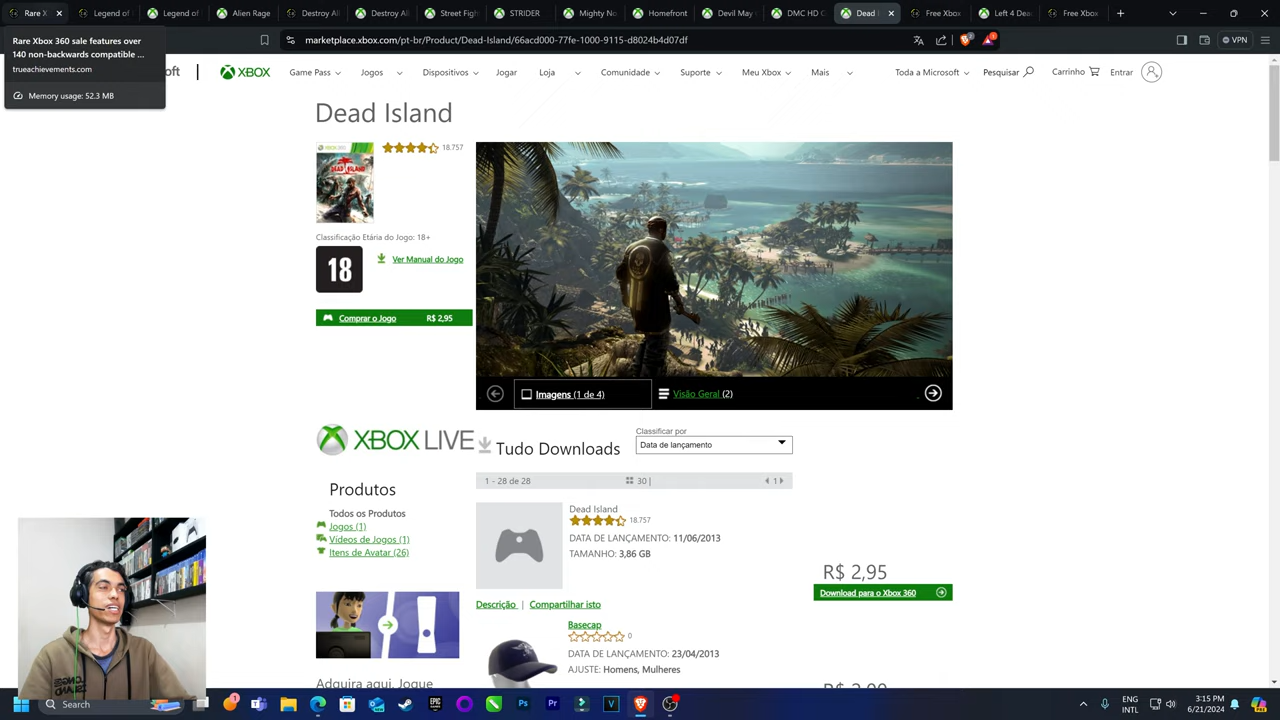 Rare X
Legend of
Legend of
Alien Rage
Destroy All
Destroy All
Street Fight
STRIDER
Mighty No
Homefront
Devil May
DMC HD C
Dead I
Free Xbox
Left 4 Dea
Free Xbox
Rare Xbox 360 sale features over
140 non-backwards compatible ...
trueachievements.com
Memory usage: 52.3 MB
marketplace.xbox.com/pt-br/Product/Dead-Island/66acd000-77fe-1000-9115-d8024b4d07df
VPN
XBOX
Game Pass
Jogos
Dispositivos
Jogar
Loja
Comunidade
Suporte
Meu Xbox
Mais
Toda a Microsoft
Pesquisar
Carrinho
Entrar
Dead Island
18.757
XBOX 360
DEAD ISLAND
Classificação Etária do Jogo: 18+
18
Ver Manual do Jogo
Comprar o Jogo R$ 2,95
Imagens (1 de 4)
Visão Geral (2)
XBOX LIVE
Tudo Downloads
Classificar por
Data de lançamento
1 - 28 de 28
30 |
1
Produtos
Todos os Produtos
Jogos (1)
Vídeos de Jogos (1)
Itens de Avatar (26)
Dead Island
18.757
DATA DE LANÇAMENTO: 11/06/2013
TAMANHO: 3,86 GB
R$ 2,95
Download para o Xbox 360
Descrição | Compartilhar isto
Basecap
0
DATA DE LANÇAMENTO: 23/04/2013
AJUSTE: Homens, Mulheres
Adquira aqui. Jogue
Search
1
EPIC
Ps
Pr
V
ENG
INTL
3:15 PM
6/21/2024